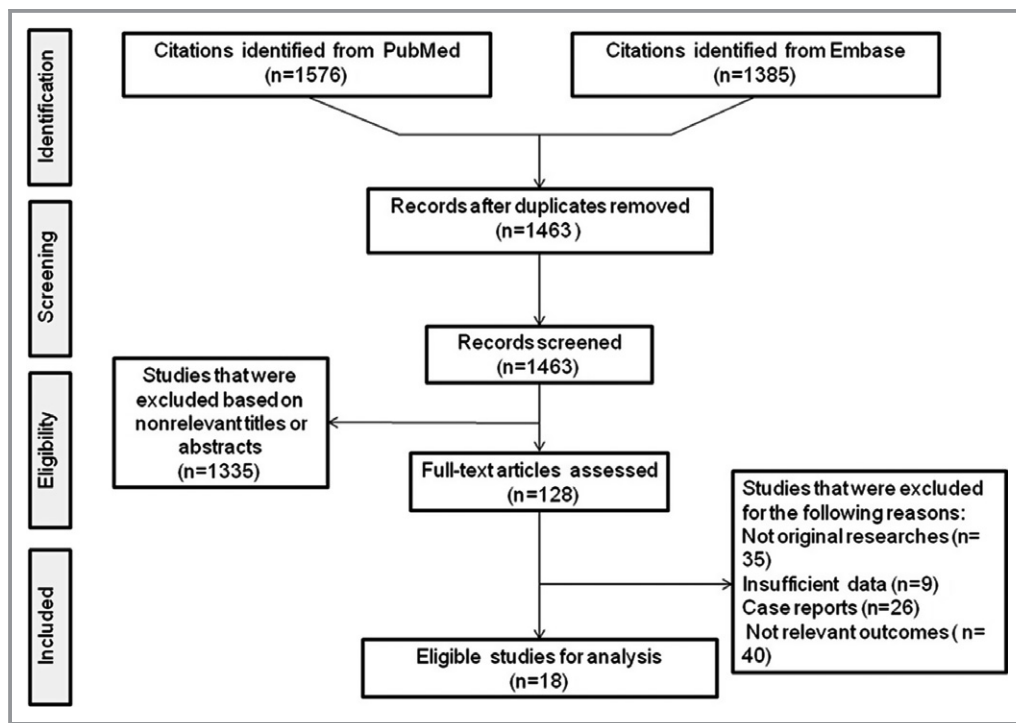 Identification
Citations identified from PubMed
(n=1576)
Citations identified from Embase
(n=1385)
Screening
Records after duplicates removed
(n=1463 )
Records screened
(n=1463)
Eligibility
Studies that were
excluded based on
nonrelevant titles or
abstracts
(n=1335)
Full-text articles assessed
(n=128)
Studies that were excluded
for the following reasons:
Not original researches (n=
35)
Insufficient data (n=9)
Case reports (n=26)
Not relevant outcomes ( n=
40)
Included
Eligible studies for analysis
(n=18)